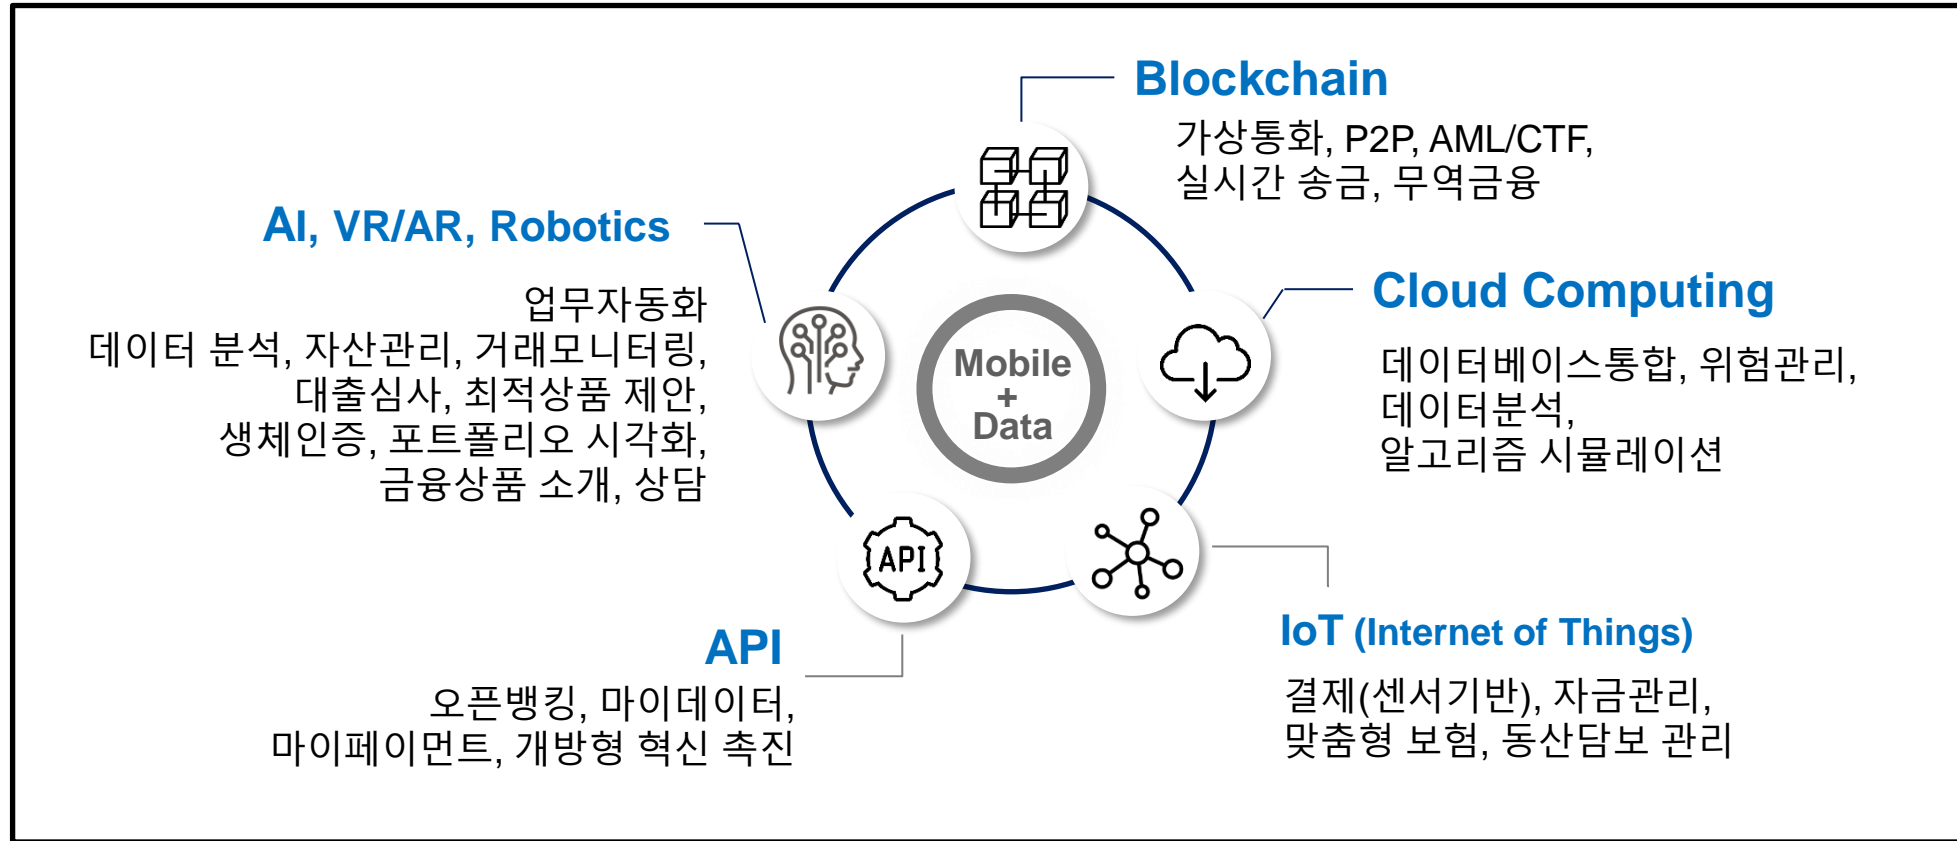 Blockchain
가상통화, P2P, AML/CTF,
실시간 송금, 무역금융
AI, VR/AR, Robotics
업무자동화
데이터 분석, 자산관리, 거래모니터링,
대출심사, 최적상품 제안,
생체인증, 포트폴리오 시각화,
금융상품 소개, 상담
Mobile
+
Data
Cloud Computing
데이터베이스통합, 위험관리,
데이터분석,
알고리즘 시뮬레이션
API
API
오픈뱅킹, 마이데이터,
마이페이먼트, 개방형 혁신 촉진
IoT (Internet of Things)
결제(센서기반), 자금관리,
맞춤형 보험, 동산담보 관리